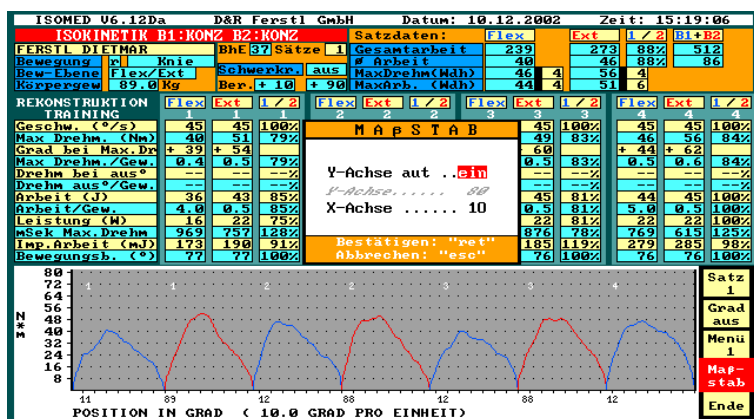 ISOMED V6.12Da D&R Ferstl GmbH Datum: 10.12.2002 Zeit: 15:19:06
ISOKINETIK B1:KONZ B2:KONZ Satzdaten: Flex Ext 1 / 2 B1+B2
FERSTL DIETMAR BhE 37 Sätze 1 Gesamtarbeit 239 273 88% 512
Bewegung r Knie ø Arbeit 40 46 88% 86
Bew-Ebene Flex/Ext Schwerkr. aus MaxDrehm(Wdh) 46 4 56 4
Körpergew 89.0 Kg Ber. + 10 + 90 MaxArb. (Wdh) 44 4 51 6
REKONSTRUKTION Flex Ext 1 / 2 Flex Ext 1 / 2 Flex Ext 1 / 2 Flex Ext 1 / 2
TRAINING 1 1 1 2 2 2 3 3 3 4 4 4
Geschw. (°/s) 45 45 100% 45 100% 45 45 100%
Max Drehm. (Nm) 40 51 79% 49 83% 46 56 84%
Grad bei Max.Dr + 39 + 54 60 + 44 + 62
Max Drehm./Gew. 0.4 0.5 79% 0.5 83% 0.5 0.6 84%
Drehm bei aus° -- -- --% -- --% -- -- --%
Drehm aus°/Gew. -- -- --% -- --% -- -- --%
Arbeit (J) 36 43 85% 45 81% 44 45 100%
Arbeit/Gew. 4.0 0.5 85% 0.5 81% 5.0 0.5 100%
Leistung (W) 16 22 75% 22 81% 22 22 100%
mSek Max.Drehm 969 757 128% 876 78% 769 615 125%
Imp.Arbeit (mJ) 173 190 91% 185 119% 279 285 98%
Bewegungsb. (°) 77 77 100% 76 100% 76 76 100%
MAβSTAB
Y-Achse aut ..ein
Y-Achse...... 80
X-Achse ...... 10
Bestätigen: "ret"
Abbrechen: "esc"
80
72
64
56
48
40
32
24
16
8
N*m
1 1 2 2 3 3 4
11 89 12 88 12 88 12
POSITION IN GRAD ( 10.0 GRAD PRO EINHEIT)
Satz
1
Grad
aus
Menü
1
Maβ-
stab
Ende